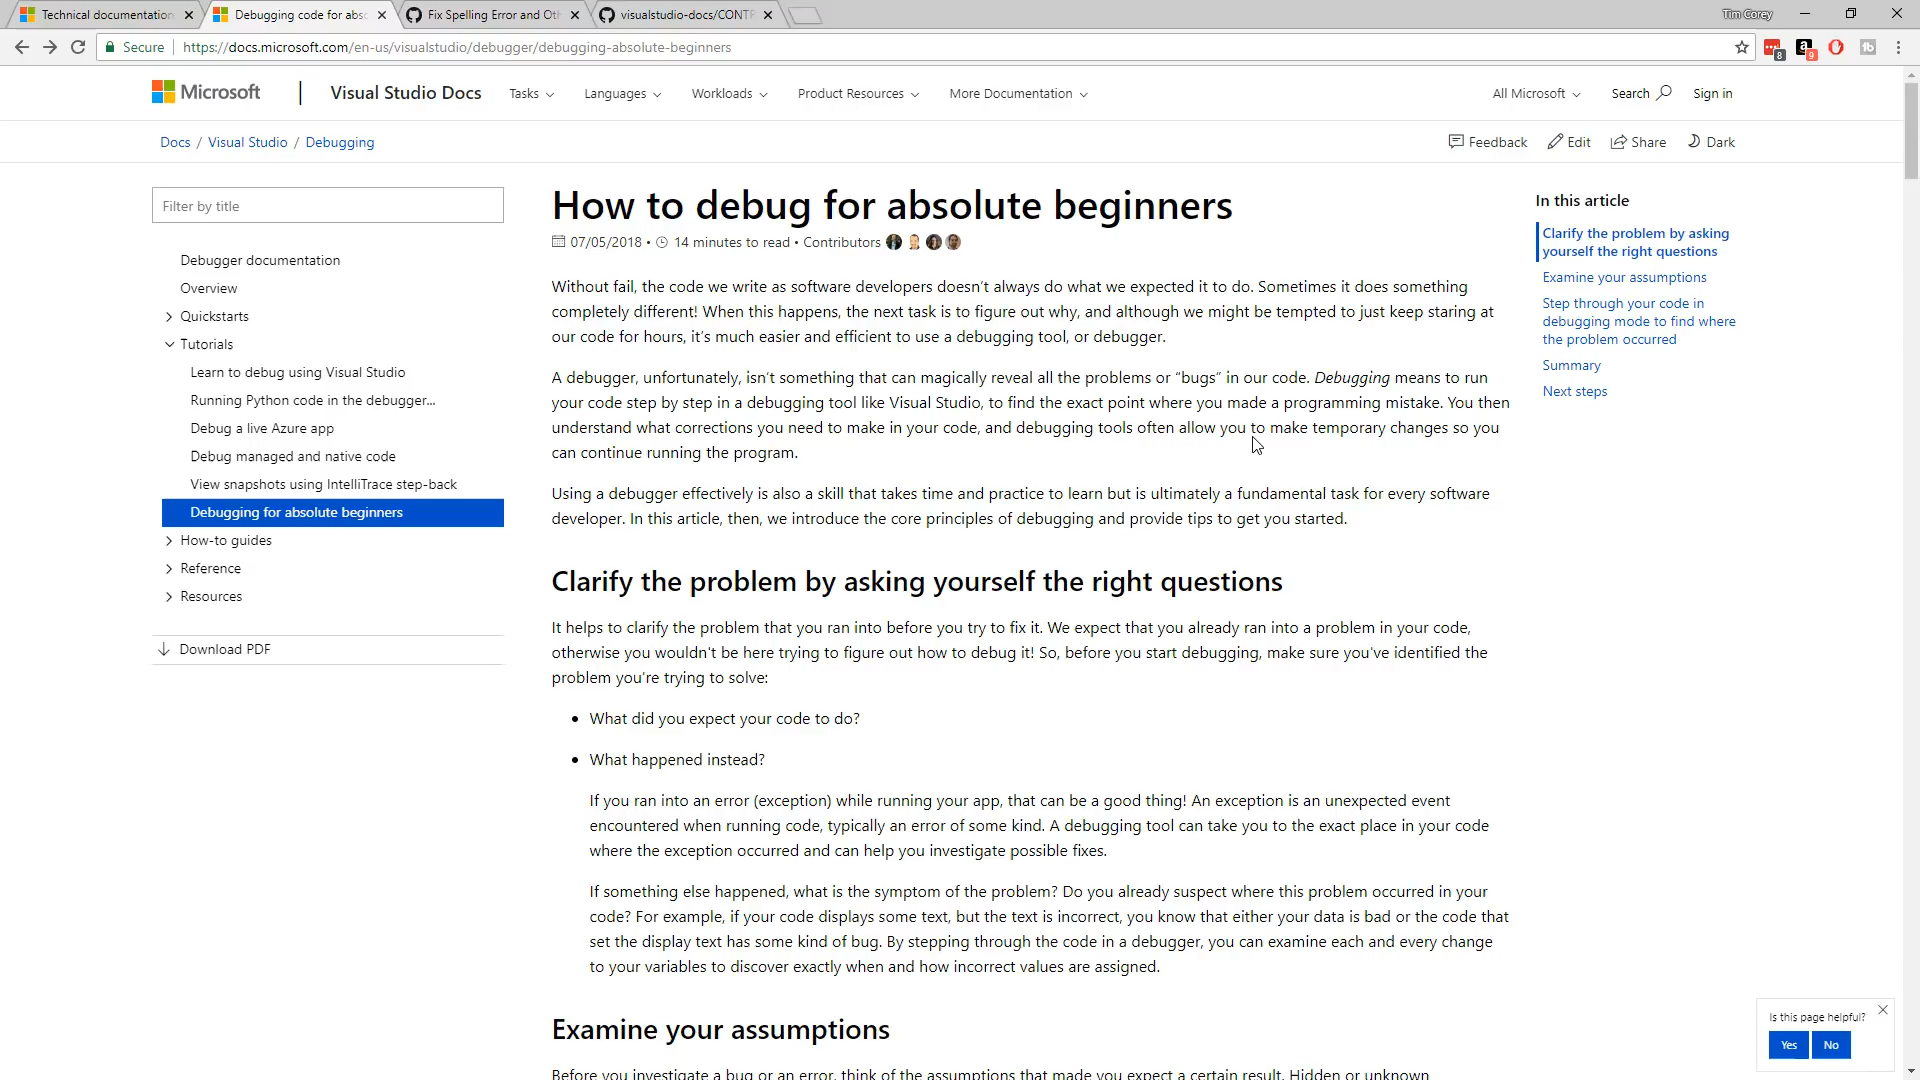 Technical documentation
Debugging code for abso
Fix Spelling Error and Oth
visualstudio-docs/CONTR
Tim Corey
Secure
https://docs.microsoft.com/en-us/visualstudio/debugger/debugging-absolute-beginners
8
9
Microsoft
Visual Studio Docs
Tasks
Languages
Workloads
Product Resources
More Documentation
All Microsoft
Search
Sign in
Docs / Visual Studio / Debugging
Feedback
Edit
Share
Dark
Filter by title
Debugger documentation
Overview
Quickstarts
Tutorials
Learn to debug using Visual Studio
Running Python code in the debugger...
Debug a live Azure app
Debug managed and native code
View snapshots using IntelliTrace step-back
Debugging for absolute beginners
How-to guides
Reference
Resources
Download PDF
How to debug for absolute beginners
07/05/2018 • 14 minutes to read • Contributors
Without fail, the code we write as software developers doesn’t always do what we expected it to do. Sometimes it does something
completely different! When this happens, the next task is to figure out why, and although we might be tempted to just keep staring at
our code for hours, it’s much easier and efficient to use a debugging tool, or debugger.
A debugger, unfortunately, isn’t something that can magically reveal all the problems or “bugs” in our code. Debugging means to run
your code step by step in a debugging tool like Visual Studio, to find the exact point where you made a programming mistake. You then
understand what corrections you need to make in your code, and debugging tools often allow you to make temporary changes so you
can continue running the program.
Using a debugger effectively is also a skill that takes time and practice to learn but is ultimately a fundamental task for every software
developer. In this article, then, we introduce the core principles of debugging and provide tips to get you started.
Clarify the problem by asking yourself the right questions
It helps to clarify the problem that you ran into before you try to fix it. We expect that you already ran into a problem in your code,
otherwise you wouldn't be here trying to figure out how to debug it! So, before you start debugging, make sure you've identified the
problem you're trying to solve:
• What did you expect your code to do?
• What happened instead?
If you ran into an error (exception) while running your app, that can be a good thing! An exception is an unexpected event
encountered when running code, typically an error of some kind. A debugging tool can take you to the exact place in your code
where the exception occurred and can help you investigate possible fixes.
If something else happened, what is the symptom of the problem? Do you already suspect where this problem occurred in your
code? For example, if your code displays some text, but the text is incorrect, you know that either your data is bad or the code that
set the display text has some kind of bug. By stepping through the code in a debugger, you can examine each and every change
to your variables to discover exactly when and how incorrect values are assigned.
Examine your assumptions
Before you investigate a bug or an error, think of the assumptions that made you expect a certain result. Hidden or unknown
In this article
Clarify the problem by asking
yourself the right questions
Examine your assumptions
Step through your code in
debugging mode to find where
the problem occurred
Summary
Next steps
Is this page helpful?
Yes
No